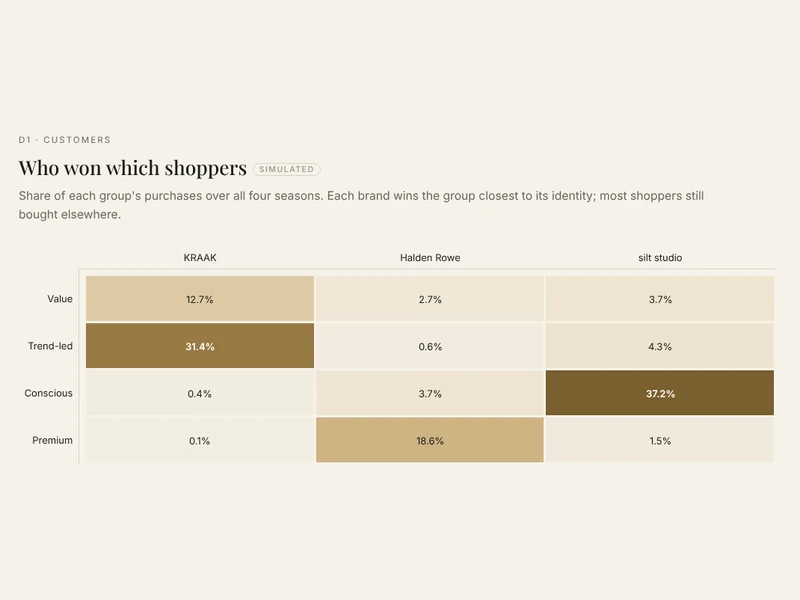 D1 · CUSTOMERS
Who won which shoppers SIMULATED
Share of each group's purchases over all four seasons. Each brand wins the group closest to its identity; most shoppers still
bought elsewhere.
KRAAK Halden Rowe silt studio
Value 12.7% 2.7% 3.7%
Trend-led 31.4% 0.6% 4.3%
Conscious 0.4% 3.7% 37.2%
Premium 0.1% 18.6% 1.5%